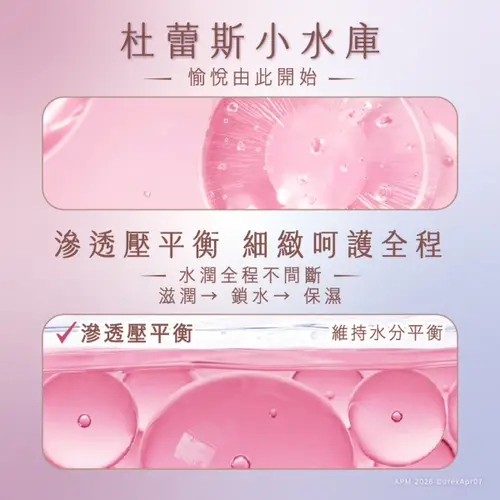 杜蕾斯小水庫
愉悅由此開始
滲透壓平衡 細緻呵護全程
水潤全程不間斷
滋潤→ 鎖水→ 保濕
✓滲透壓平衡
維持水分平衡